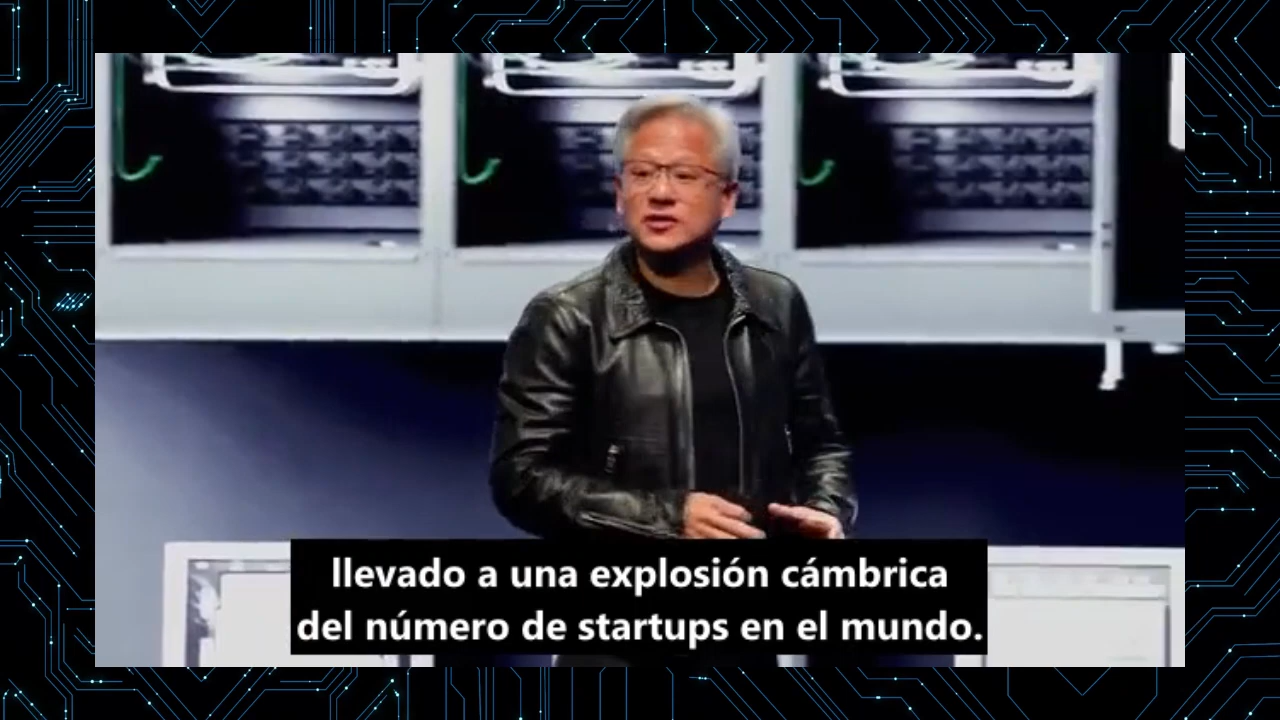 llevado a una explosión cámbrica
del número de startups en el mundo.